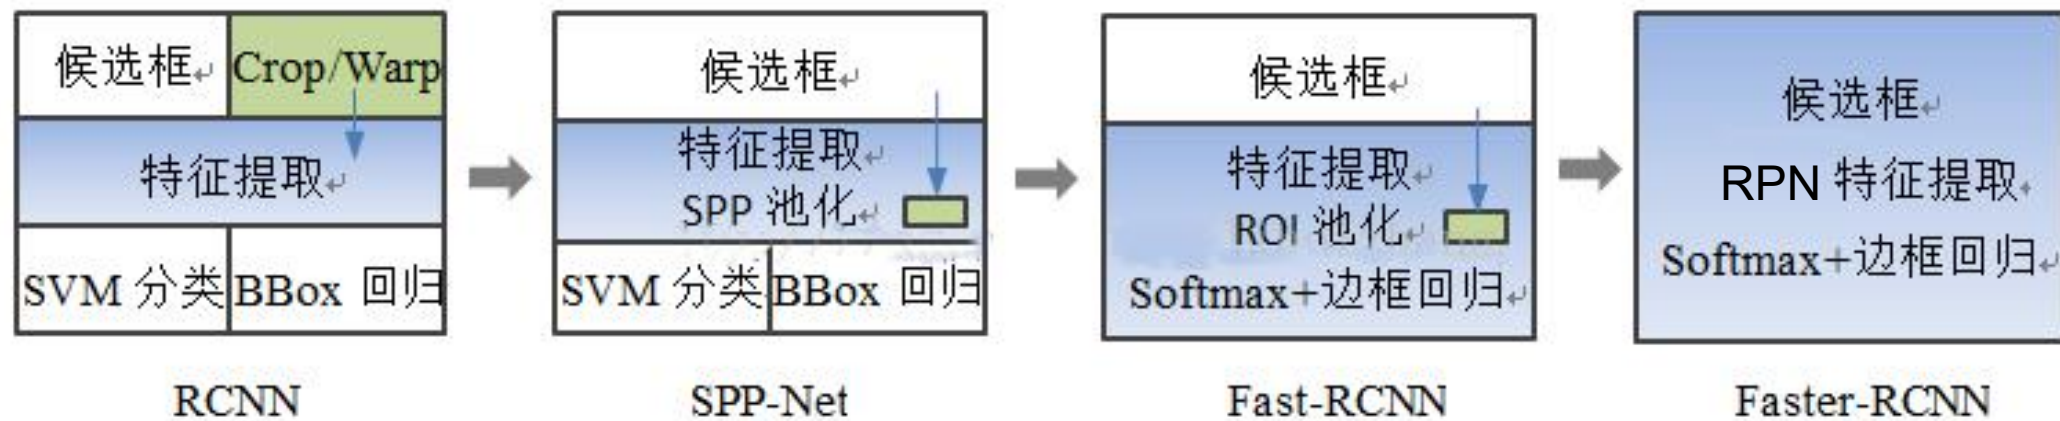 候选框 Crop/Warp
特征提取
SVM 分类 BBox 回归
RCNN
候选框
特征提取
SPP 池化
SVM 分类 BBox 回归
SPP-Net
候选框
特征提取
ROI 池化
Softmax+边框回归
Fast-RCNN
候选框
RPN 特征提取
Softmax+边框回归
Faster-RCNN